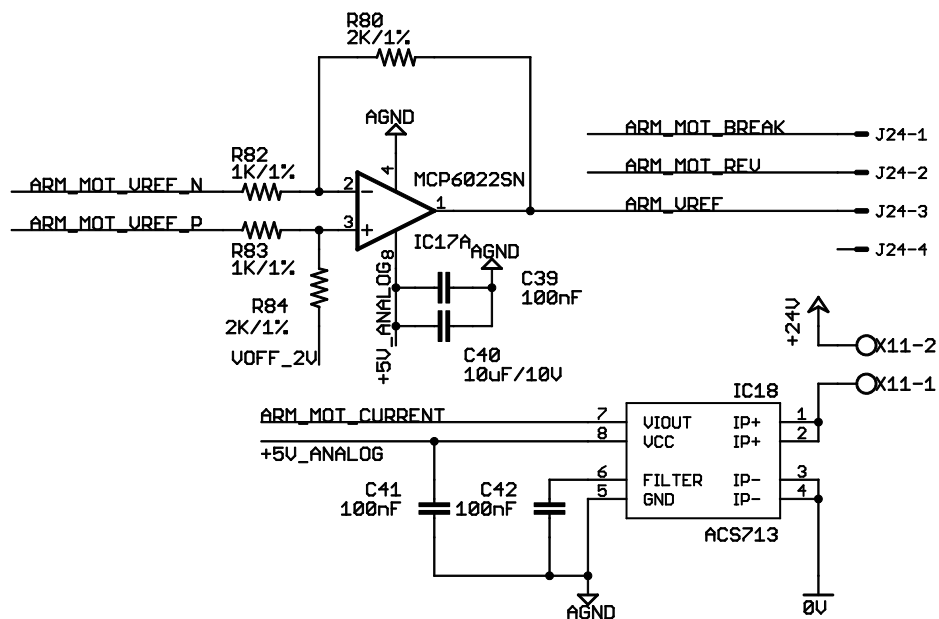 R80
2K/1%
AGND
ARM_MOT_BREAK
J24-1
R82
1K/1%
4
MCP6022SN
ARM_MOT_REV
J24-2
ARM_MOT_VREF_N
2
1
ARM_VREF
J24-3
ARM_MOT_VREF_P
3
R83
1K/1%
IC17A
AGND
J24-4
8
+5V_ANALOG
C39
100nF
R84
2K/1%
VOFF_2V
C40
10uF/10V
+24V
X11-2
X11-1
IC18
ARM_MOT_CURRENT
7
VIOUT
IP+
1
8
VCC
IP+
2
+5V_ANALOG
6
FILTER
IP-
3
5
GND
IP-
4
C41
100nF
C42
100nF
ACS713
AGND
0V